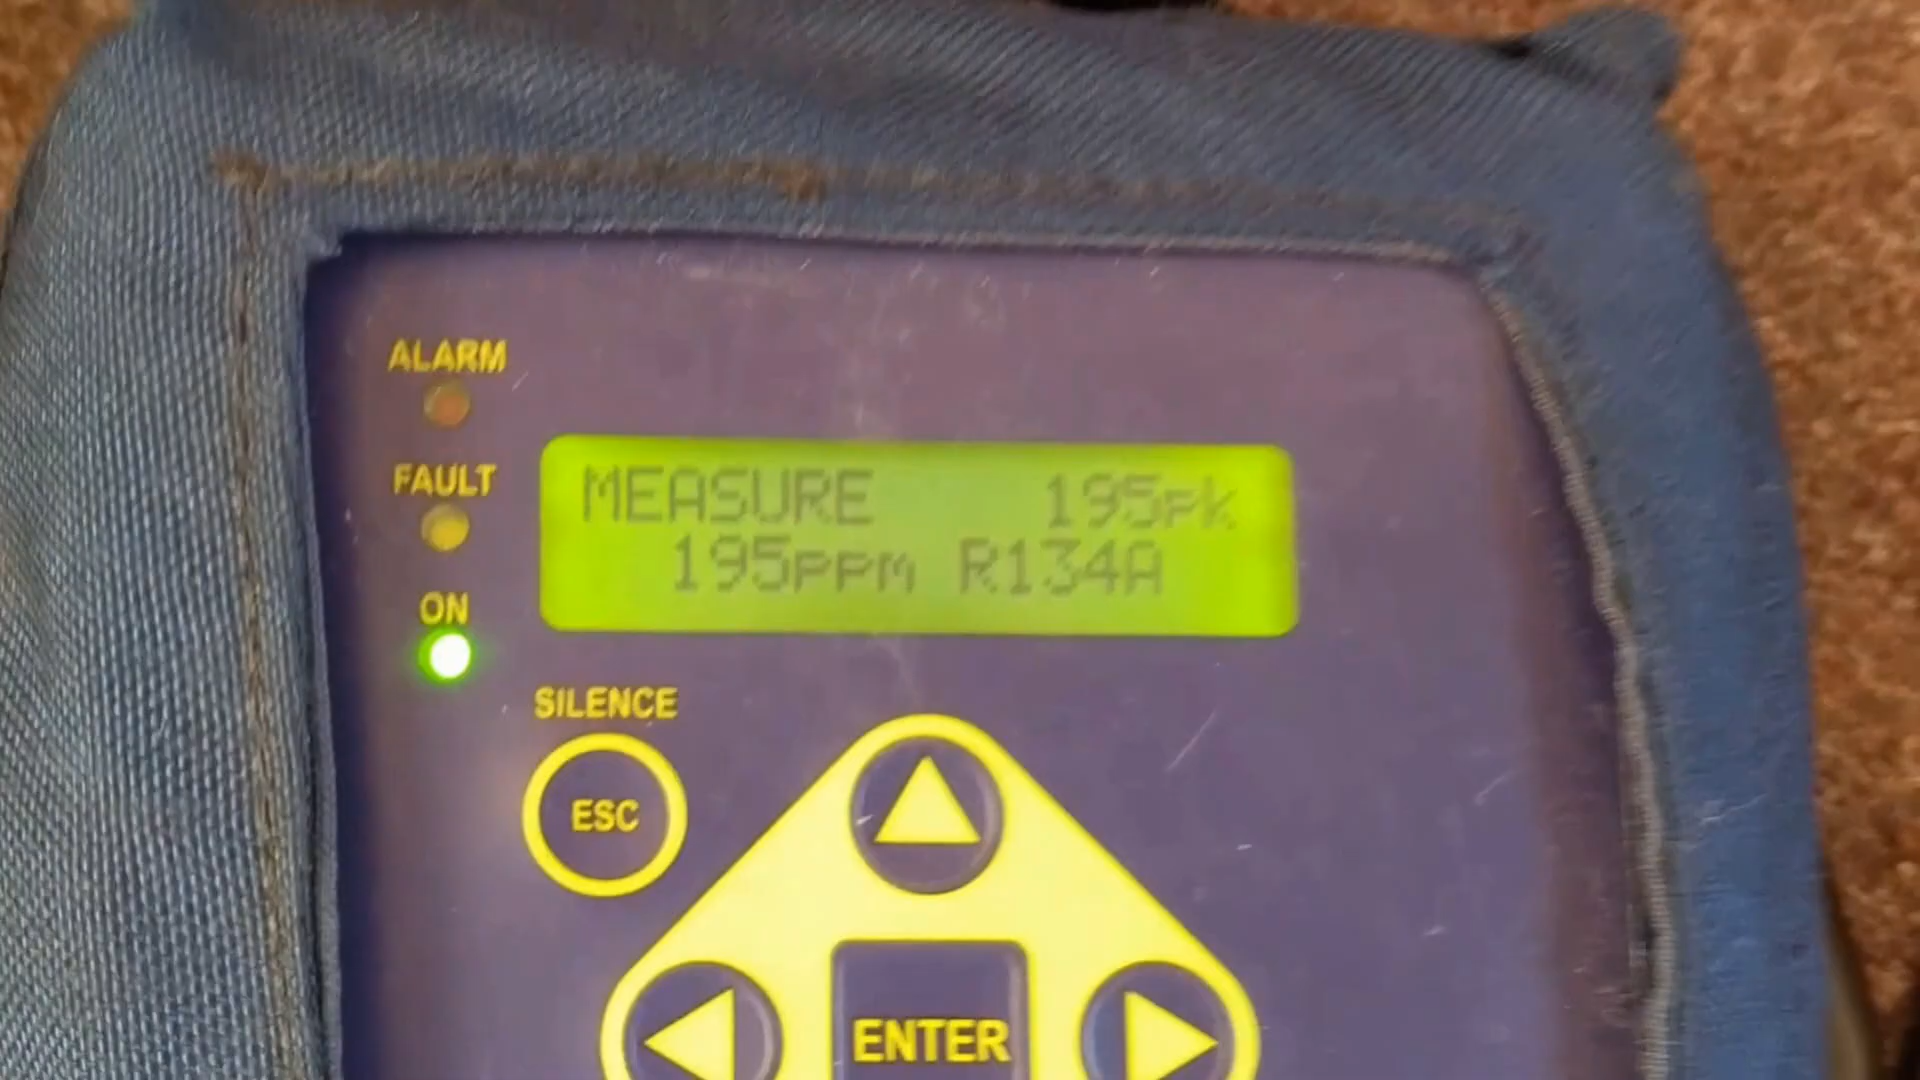 ALARM
FAULT
ON
MEASURE 195pk
195ppm R134A
SILENCE
ESC
ENTER